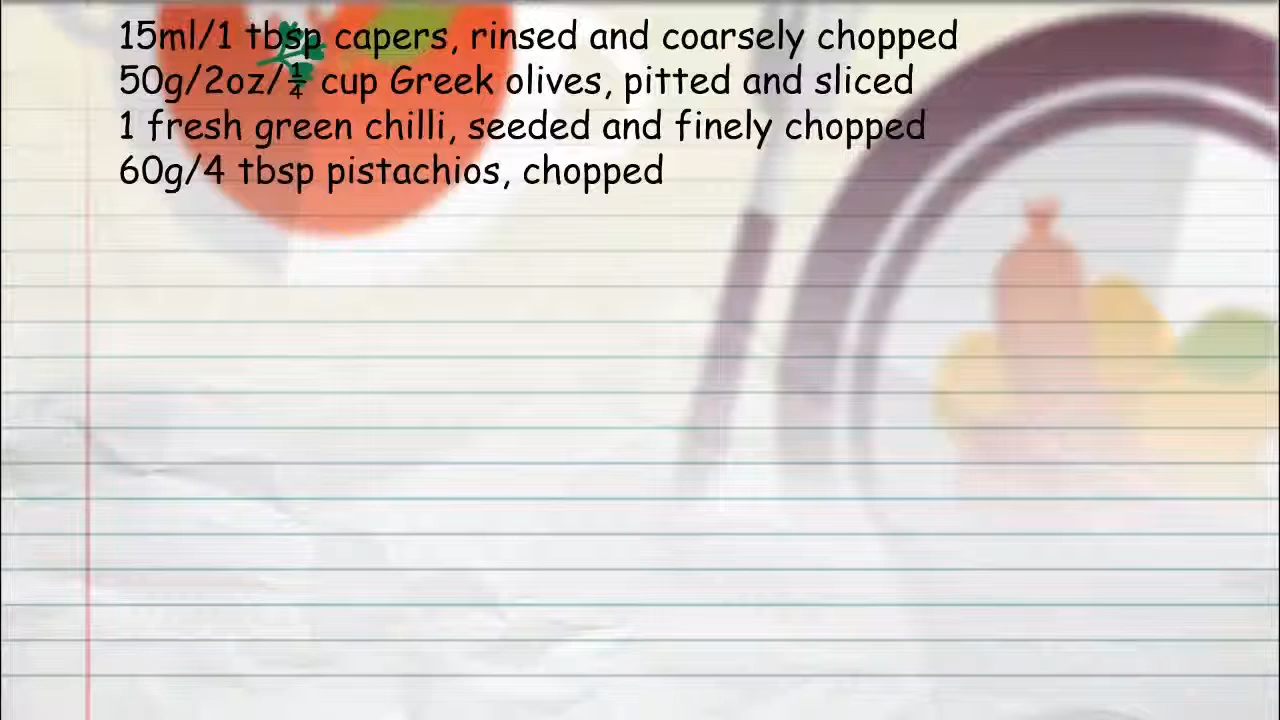 15ml/1 tbsp capers, rinsed and coarsely chopped
50g/2oz/¼ cup Greek olives, pitted and sliced
1 fresh green chilli, seeded and finely chopped
60g/4 tbsp pistachios, chopped